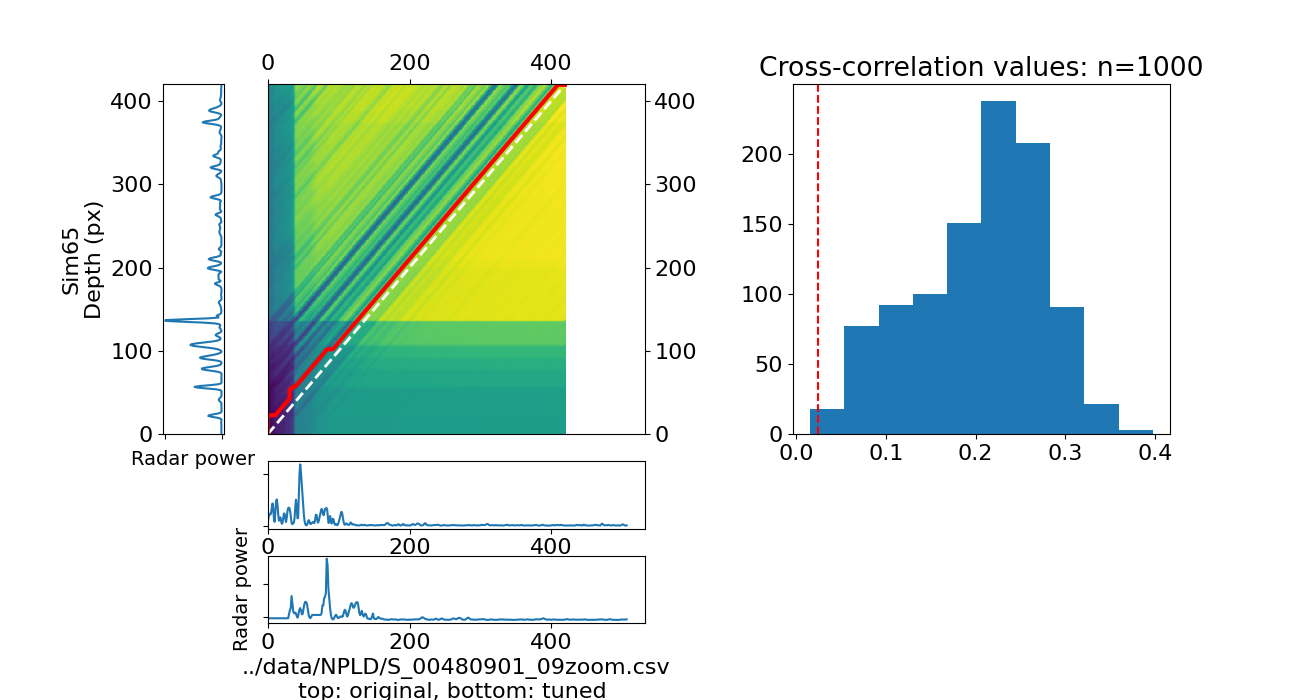 Cross-correlation values: n=1000
0 200 400
400
300
200
100
0
Sim65
Depth (px)
Radar power
400
300
200
100
0
200
150
100
50
0
0.0 0.1 0.2 0.3 0.4
0 200 400
Radar power
0 200 400
../data/NPLD/S_00480901_09zoom.csv
top: original, bottom: tuned